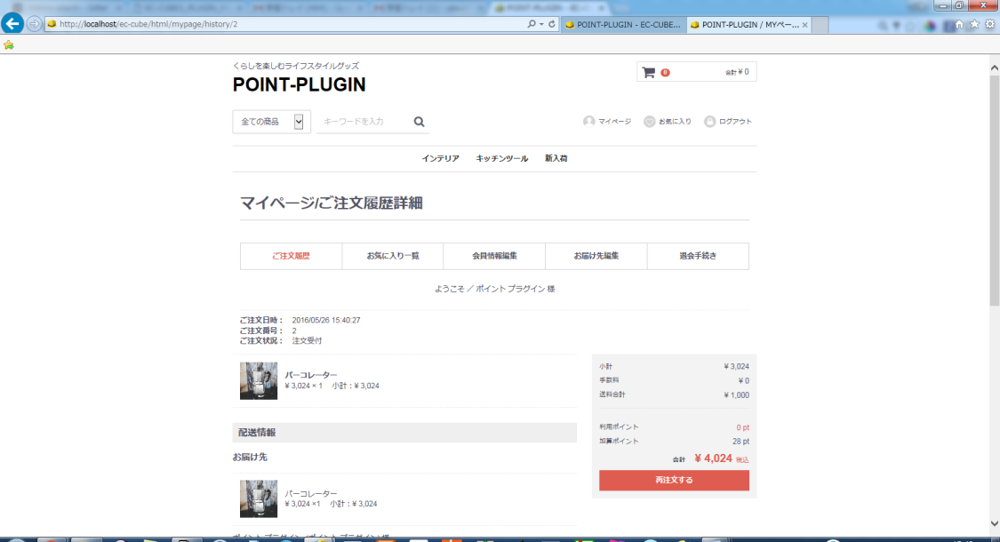 http://localhost/ec-cube/html/mypage/history/2
POINT-PLUGIN - EC-CUBE...
POINT-PLUGIN / MYペー...
くらしを楽しむライフスタイルグッズ
POINT-PLUGIN
0
合計 ¥ 0
全ての商品
キーワードを入力
マイページ
お気に入り
ログアウト
インテリア
キッチンツール
新入荷
マイページ/ご注文履歴詳細
ご注文履歴
お気に入り一覧
会員情報編集
お届け先編集
退会手続き
ようこそ ／ ポイント プラグイン 様
ご注文日時： 2016/05/26 15:40:27
ご注文番号： 2
ご注文状況： 注文受付
パーコレーター
¥ 3,024 × 1 小計：¥ 3,024
小計 ¥ 3,024
手数料 ¥ 0
送料合計 ¥ 1,000
利用ポイント 0 pt
加算ポイント 28 pt
合計 ¥ 4,024 税込
再注文する
配送情報
お届け先
パーコレーター
¥ 3,024 ×1 小計：¥ 3,024